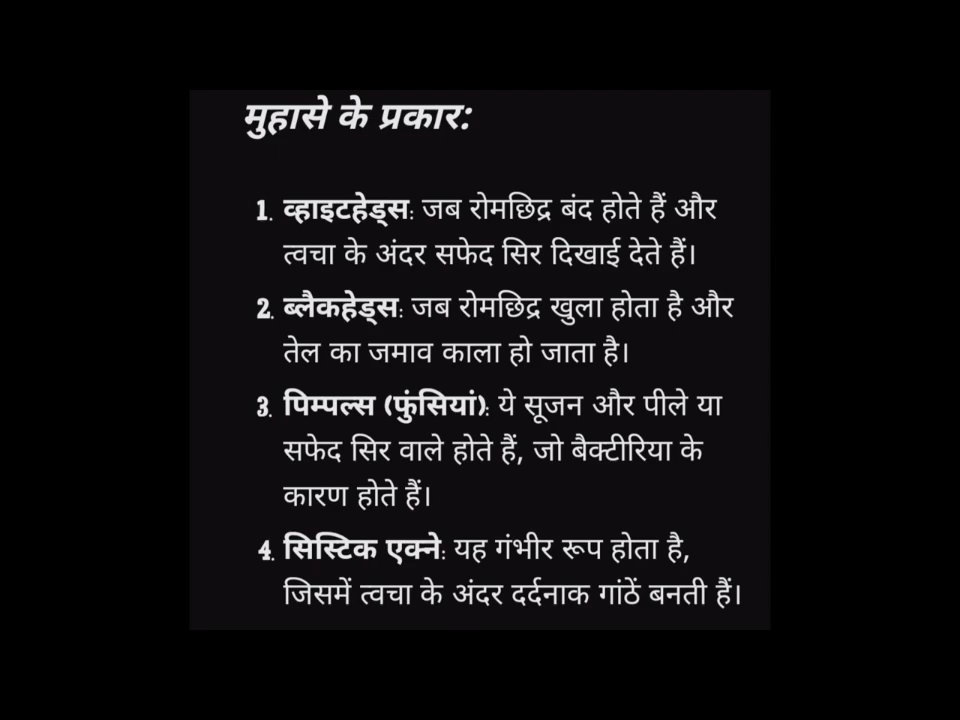 मुहासे के प्रकार:
1. व्हाइटहेड्स: जब रोमछिद्र बंद होते हैं और
त्वचा के अंदर सफेद सिर दिखाई देते हैं।
2. ब्लैकहेड्स: जब रोमछिद्र खुला होता है और
तेल का जमाव काला हो जाता है।
3. पिम्पल्स (फुंसियां): ये सूजन और पीले या
सफेद सिर वाले होते हैं, जो बैक्टीरिया के
कारण होते हैं।
4. सिस्टिक एक्ने: यह गंभीर रूप होता है,
जिसमें त्वचा के अंदर दर्दनाक गांठें बनती हैं।